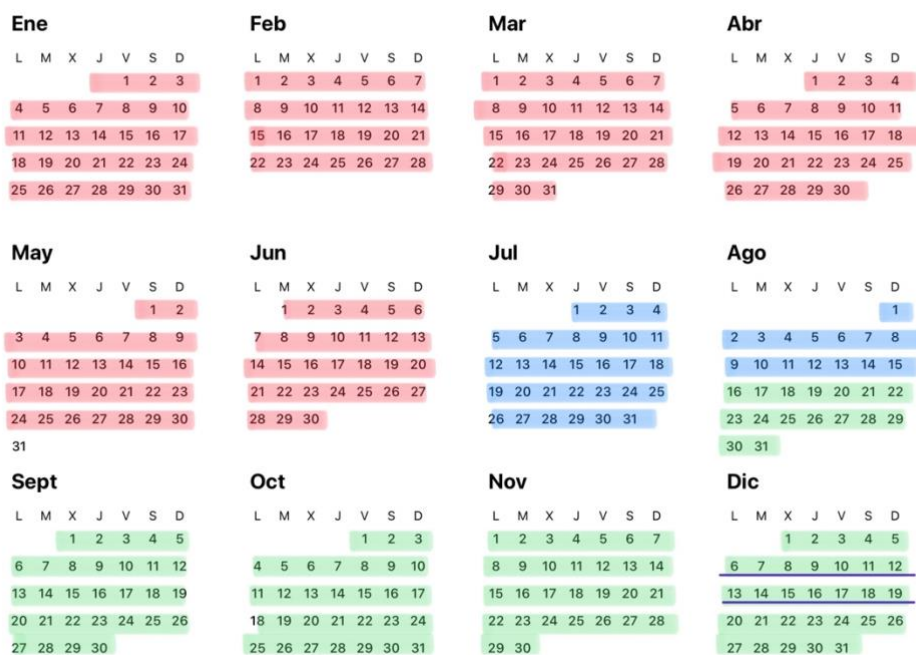 Ene Feb Mar Abr
L M X J V S D L M X J V S D L M X J V S D L M X J V S D
1 2 3 1 2 3 4 5 6 7 1 2 3 4 5 6 7 1 2 3 4
4 5 6 7 8 9 10 8 9 10 11 12 13 14 8 9 10 11 12 13 14 5 6 7 8 9 10 11
11 12 13 14 15 16 17 15 16 17 18 19 20 21 15 16 17 18 19 20 21 12 13 14 15 16 17 18
18 19 20 21 22 23 24 22 23 24 25 26 27 28 22 23 24 25 26 27 28 19 20 21 22 23 24 25
25 26 27 28 29 30 31 29 30 31 26 27 28 29 30
May Jun Jul Ago
L M X J V S D L M X J V S D L M X J V S D L M X J V S D
1 2 1 2 3 4 5 6 1 2 3 4 1
3 4 5 6 7 8 9 7 8 9 10 11 12 13 5 6 7 8 9 10 11 2 3 4 5 6 7 8
10 11 12 13 14 15 16 14 15 16 17 18 19 20 12 13 14 15 16 17 18 9 10 11 12 13 14 15
17 18 19 20 21 22 23 21 22 23 24 25 26 27 19 20 21 22 23 24 25 16 17 18 19 20 21 22
24 25 26 27 28 29 30 28 29 30 26 27 28 29 30 31 23 24 25 26 27 28 29
31 30 31
Sept Oct Nov Dic
L M X J V S D L M X J V S D L M X J V S D L M X J V S D
1 2 3 4 5 1 2 3 1 2 3 4 5 6 7 1 2 3 4 5
6 7 8 9 10 11 12 4 5 6 7 8 9 10 8 9 10 11 12 13 14 6 7 8 9 10 11 12
13 14 15 16 17 18 19 11 12 13 14 15 16 17 15 16 17 18 19 20 21 13 14 15 16 17 18 19
20 21 22 23 24 25 26 18 19 20 21 22 23 24 22 23 24 25 26 27 28 20 21 22 23 24 25 26
27 28 29 30 25 26 27 28 29 30 31 29 30 27 28 29 30 31